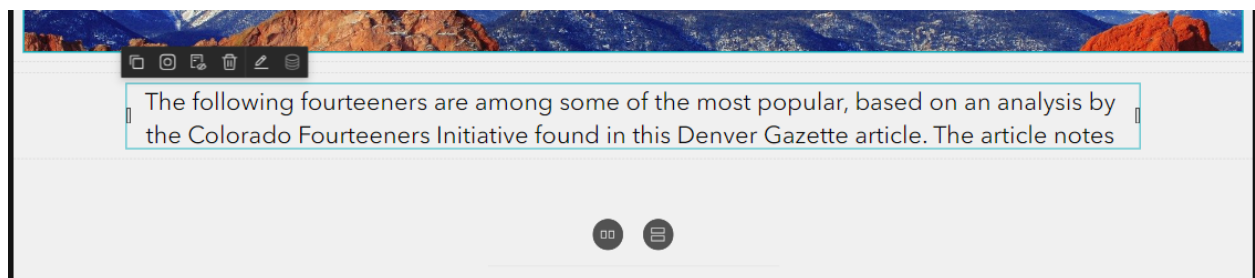 The following fourteeners are among some of the most popular, based on an analysis by
the Colorado Fourteeners Initiative found in this Denver Gazette article. The article notes